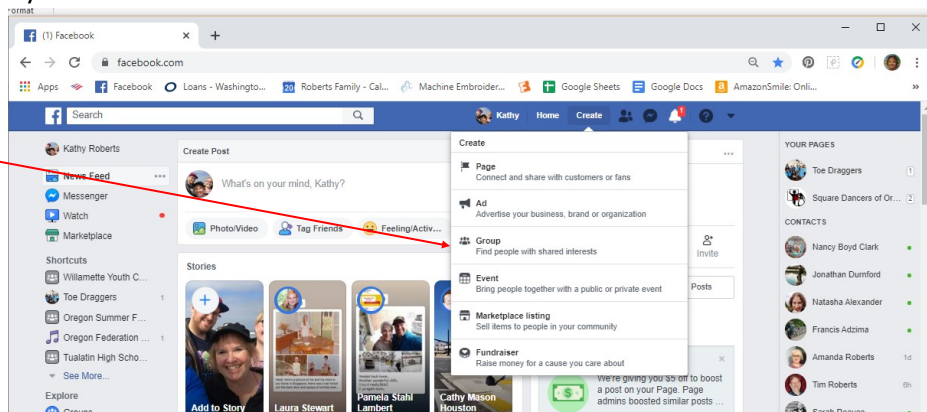 ormat
(1) Facebook
facebook.com
Apps
Facebook
Loans - Washingto...
20 Roberts Family - Cal...
Machine Embroider...
Google Sheets
Google Docs
AmazonSmile: Onli...
»
Search
Kathy
Home
Create
1
Kathy Roberts
News Feed
Messenger
Watch
Marketplace
Shortcuts
Willamette Youth C...
Toe Draggers 1
Oregon Summer F...
Oregon Federation ... 1
Tualatin High Scho...
See More...
Explore
Groups
Create Post
What's on your mind, Kathy?
Photo/Video
Tag Friends
Feeling/Activ...
Stories
Add to Story
Laura Stewart
Pamela Stahl
Lambert
Cathy Mason
Houston
Create
Page
Connect and share with customers or fans
Ad
Advertise your business, brand or organization
Group
Find people with shared interests
Event
Bring people together with a public or private event
Marketplace listing
Sell items to people in your community
Fundraiser
Raise money for a cause you care about
Invite
Posts
We're giving you $5 off to boost
a post on your Page. Page
admins boosted similar posts ...
YOUR PAGES
Toe Draggers 1
Square Dancers of Or... 2
CONTACTS
Nancy Boyd Clark
Jonathan Dumford
Natasha Alexander
Francis Adzima
Amanda Roberts 1d
Tim Roberts 6h